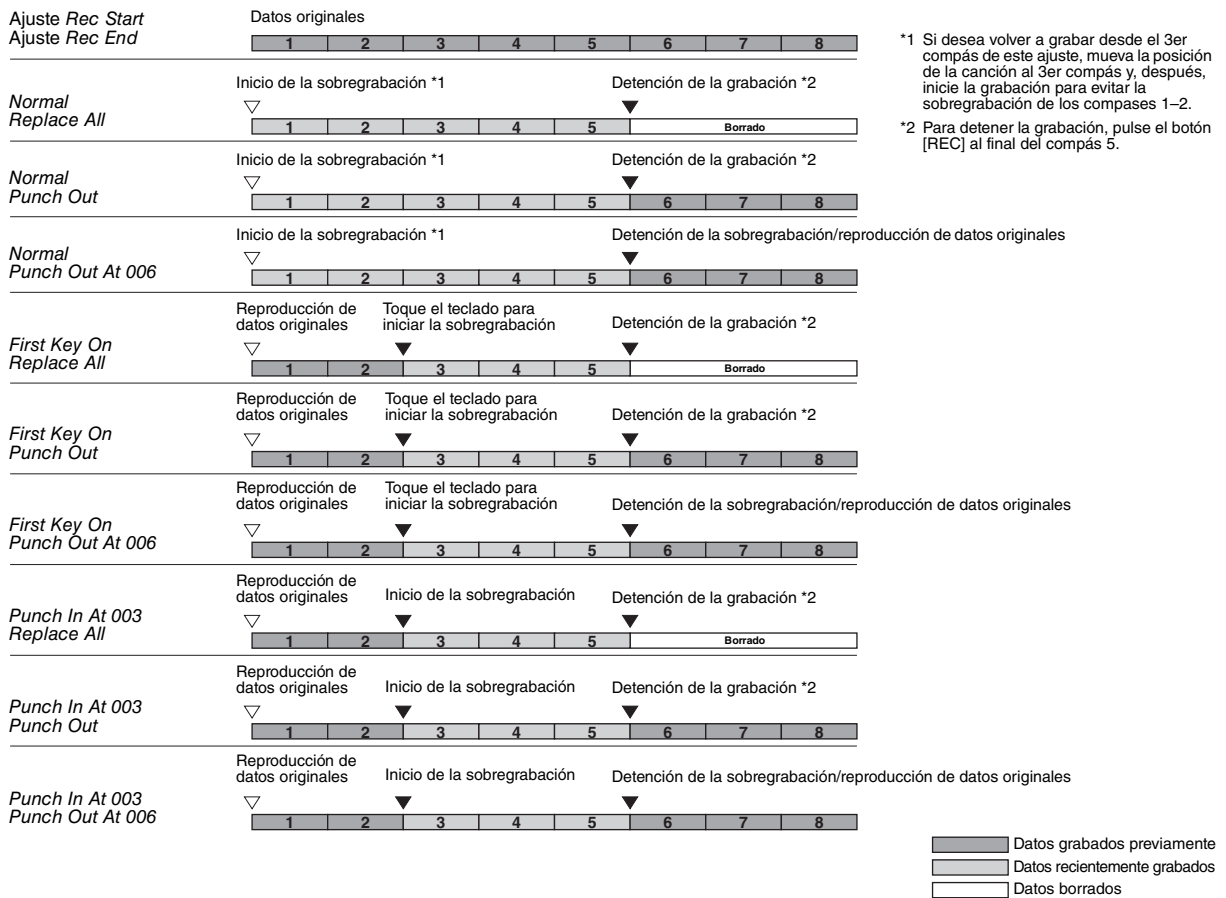 Ajuste Rec Start
Ajuste Rec End
Datos originales
1 2 3 4 5 6 7 8
*1 Si desea volver a grabar desde el 3er
compás de este ajuste, mueva la posición
de la canción al 3er compás y, después,
inicie la grabación para evitar la
sobregrabación de los compases 1–2.
*2 Para detener la grabación, pulse el botón
[REC] al final del compás 5.
Normal
Replace All
Inicio de la sobregrabación *1
Detención de la grabación *2
1 2 3 4 5 Borrado
Normal
Punch Out
Inicio de la sobregrabación *1
Detención de la grabación *2
1 2 3 4 5 6 7 8
Normal
Punch Out At 006
Inicio de la sobregrabación *1
Detención de la sobregrabación/reproducción de datos originales
1 2 3 4 5 6 7 8
First Key On
Replace All
Reproducción de
datos originales
Toque el teclado para
iniciar la sobregrabación
Detención de la grabación *2
1 2 3 4 5 Borrado
First Key On
Punch Out
Reproducción de
datos originales
Toque el teclado para
iniciar la sobregrabación
Detención de la grabación *2
1 2 3 4 5 6 7 8
First Key On
Punch Out At 006
Reproducción de
datos originales
Toque el teclado para
iniciar la sobregrabación
Detención de la sobregrabación/reproducción de datos originales
1 2 3 4 5 6 7 8
Punch In At 003
Replace All
Reproducción de
datos originales
Inicio de la sobregrabación
Detención de la grabación *2
1 2 3 4 5 Borrado
Punch In At 003
Punch Out
Reproducción de
datos originales
Inicio de la sobregrabación
Detención de la grabación *2
1 2 3 4 5 6 7 8
Punch In At 003
Punch Out At 006
Reproducción de
datos originales
Inicio de la sobregrabación
Detención de la sobregrabación/reproducción de datos originales
1 2 3 4 5 6 7 8
Datos grabados previamente
Datos recientemente grabados
Datos borrados